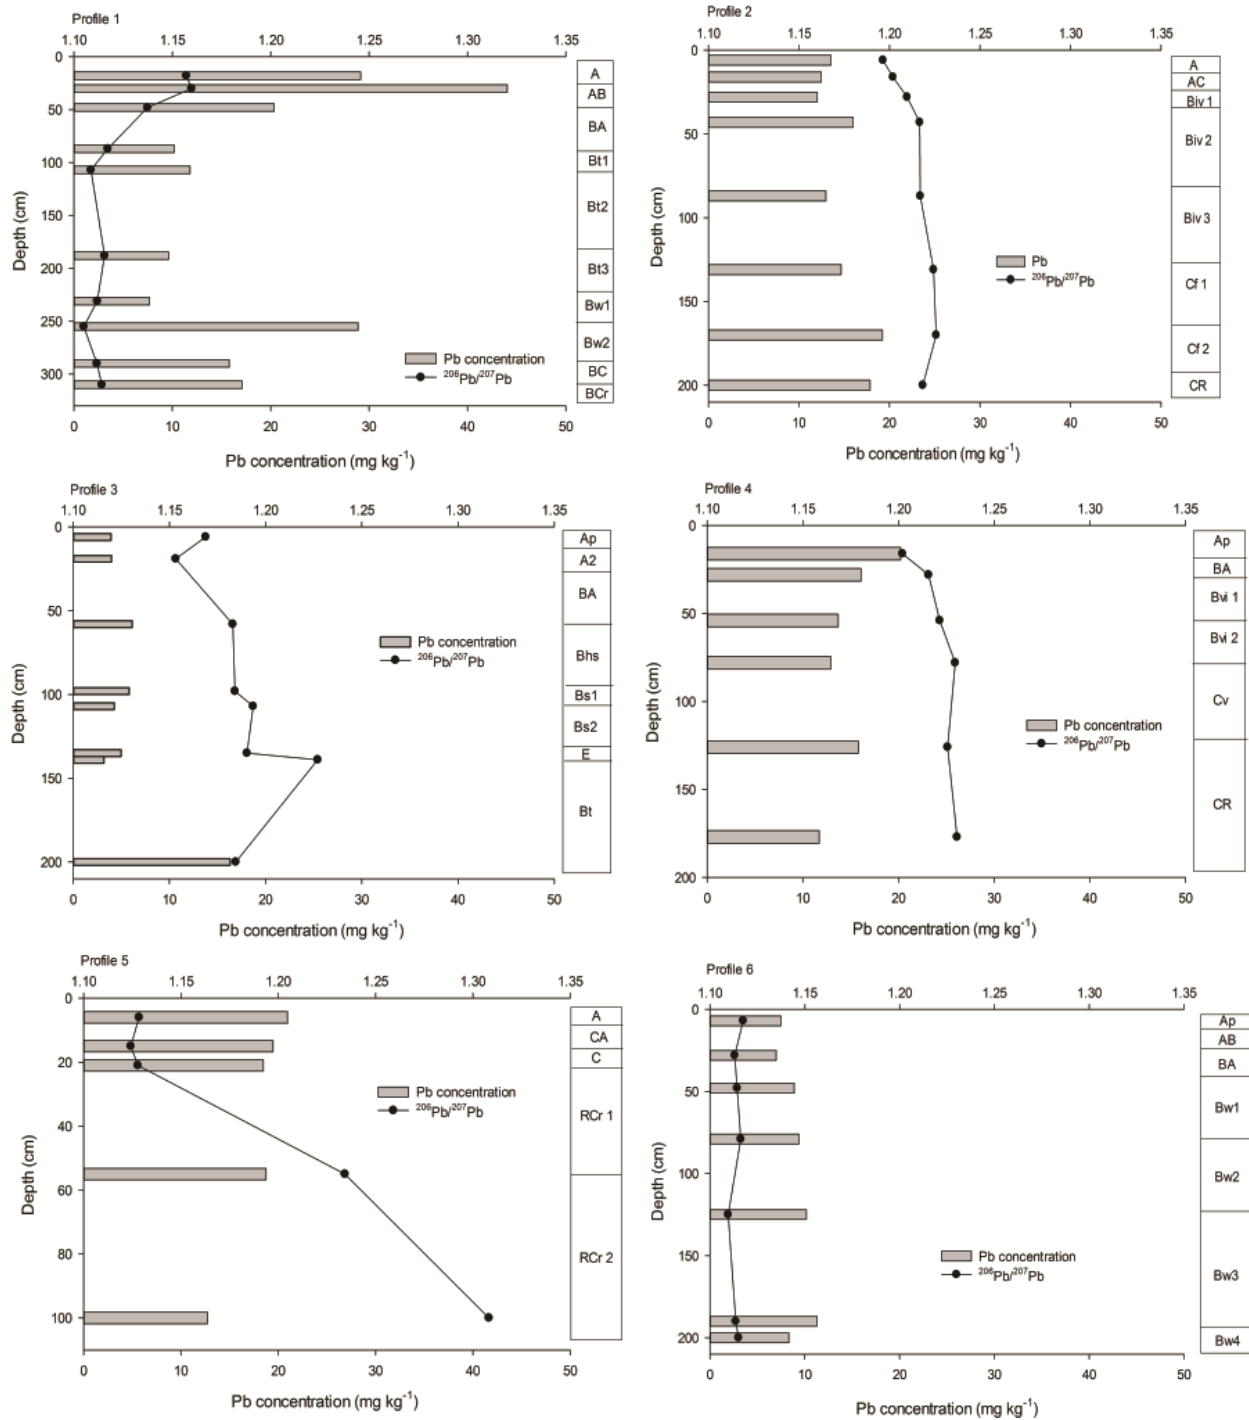 Profile 1
1.10 1.15 1.20 1.25 1.30 1.35
0
50
100
150
200
250
300
Depth (cm)
A
AB
BA
Bt1
Bt2
Bt3
Bw1
Bw2
BC
BCr
Pb concentration
²⁰⁶Pb/²⁰⁷Pb
0 10 20 30 40 50
Pb concentration (mg kg⁻¹)
Profile 2
1.10 1.15 1.20 1.25 1.30 1.35
0
50
100
150
200
Depth (cm)
A
AC
Biv 1
Biv 2
Biv 3
Cf 1
Cf 2
CR
Pb
²⁰⁶Pb/²⁰⁷Pb
0 10 20 30 40 50
Pb concentration (mg kg⁻¹)
Profile 3
1.10 1.15 1.20 1.25 1.30 1.35
0
50
100
150
200
Depth (cm)
Ap
A2
BA
Bhs
Bs1
Bs2
E
Bt
Pb concentration
²⁰⁶Pb/²⁰⁷Pb
0 10 20 30 40 50
Pb concentration (mg kg⁻¹)
Profile 4
1.10 1.15 1.20 1.25 1.30 1.35
0
50
100
150
200
Depth (cm)
Ap
BA
Bvi 1
Bvi 2
Cv
CR
Pb concentration
²⁰⁶Pb/²⁰⁷Pb
0 10 20 30 40 50
Pb concentration (mg kg⁻¹)
Profile 5
1.10 1.15 1.20 1.25 1.30 1.35
0
20
40
60
80
100
Depth (cm)
A
CA
C
RCr 1
RCr 2
Pb concentration
²⁰⁶Pb/²⁰⁷Pb
0 10 20 30 40 50
Pb concentration (mg kg⁻¹)
Profile 6
1.10 1.15 1.20 1.25 1.30 1.35
0
50
100
150
200
Depth (cm)
Ap
AB
BA
Bw1
Bw2
Bw3
Bw4
Pb concentration
²⁰⁶Pb/²⁰⁷Pb
0 10 20 30 40 50
Pb concentration (mg kg⁻¹)